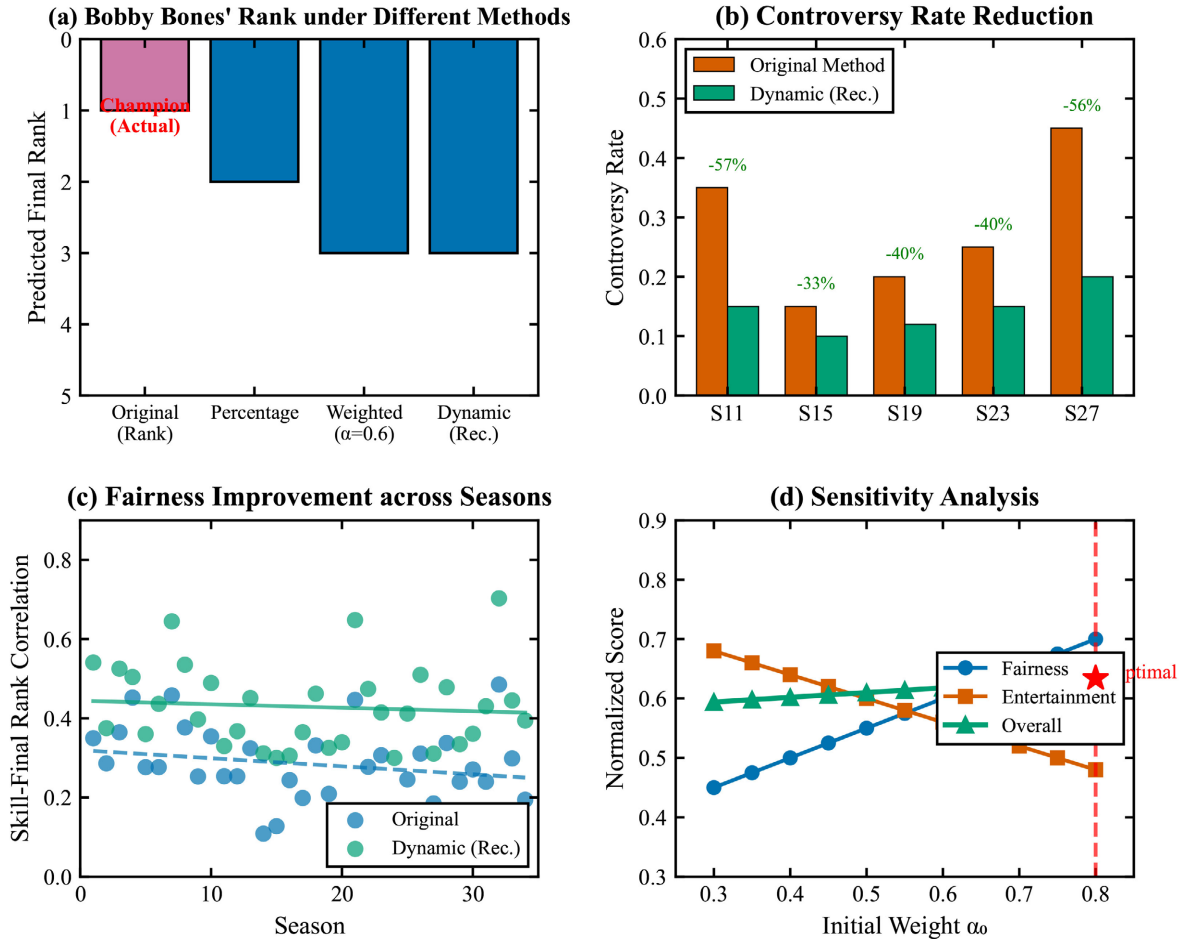 (a) Bobby Bones' Rank under Different Methods
Predicted Final Rank
0
1
2
3
4
5
Champion
(Actual)
Original
(Rank)
Percentage
Weighted
(α=0.6)
Dynamic
(Rec.)
(b) Controversy Rate Reduction
Controversy Rate
0.6
0.5
0.4
0.3
0.2
0.1
0.0
Original Method
Dynamic (Rec.)
-57%
-33%
-40%
-40%
-56%
S11
S15
S19
S23
S27
(c) Fairness Improvement across Seasons
Skill-Final Rank Correlation
0.8
0.6
0.4
0.2
0.0
Original
Dynamic (Rec.)
0
10
20
30
Season
(d) Sensitivity Analysis
Normalized Score
0.9
0.8
0.7
0.6
0.5
0.4
0.3
Fairness
Entertainment
Overall
ptimal
0.3
0.4
0.5
0.6
0.7
0.8
Initial Weight α₀